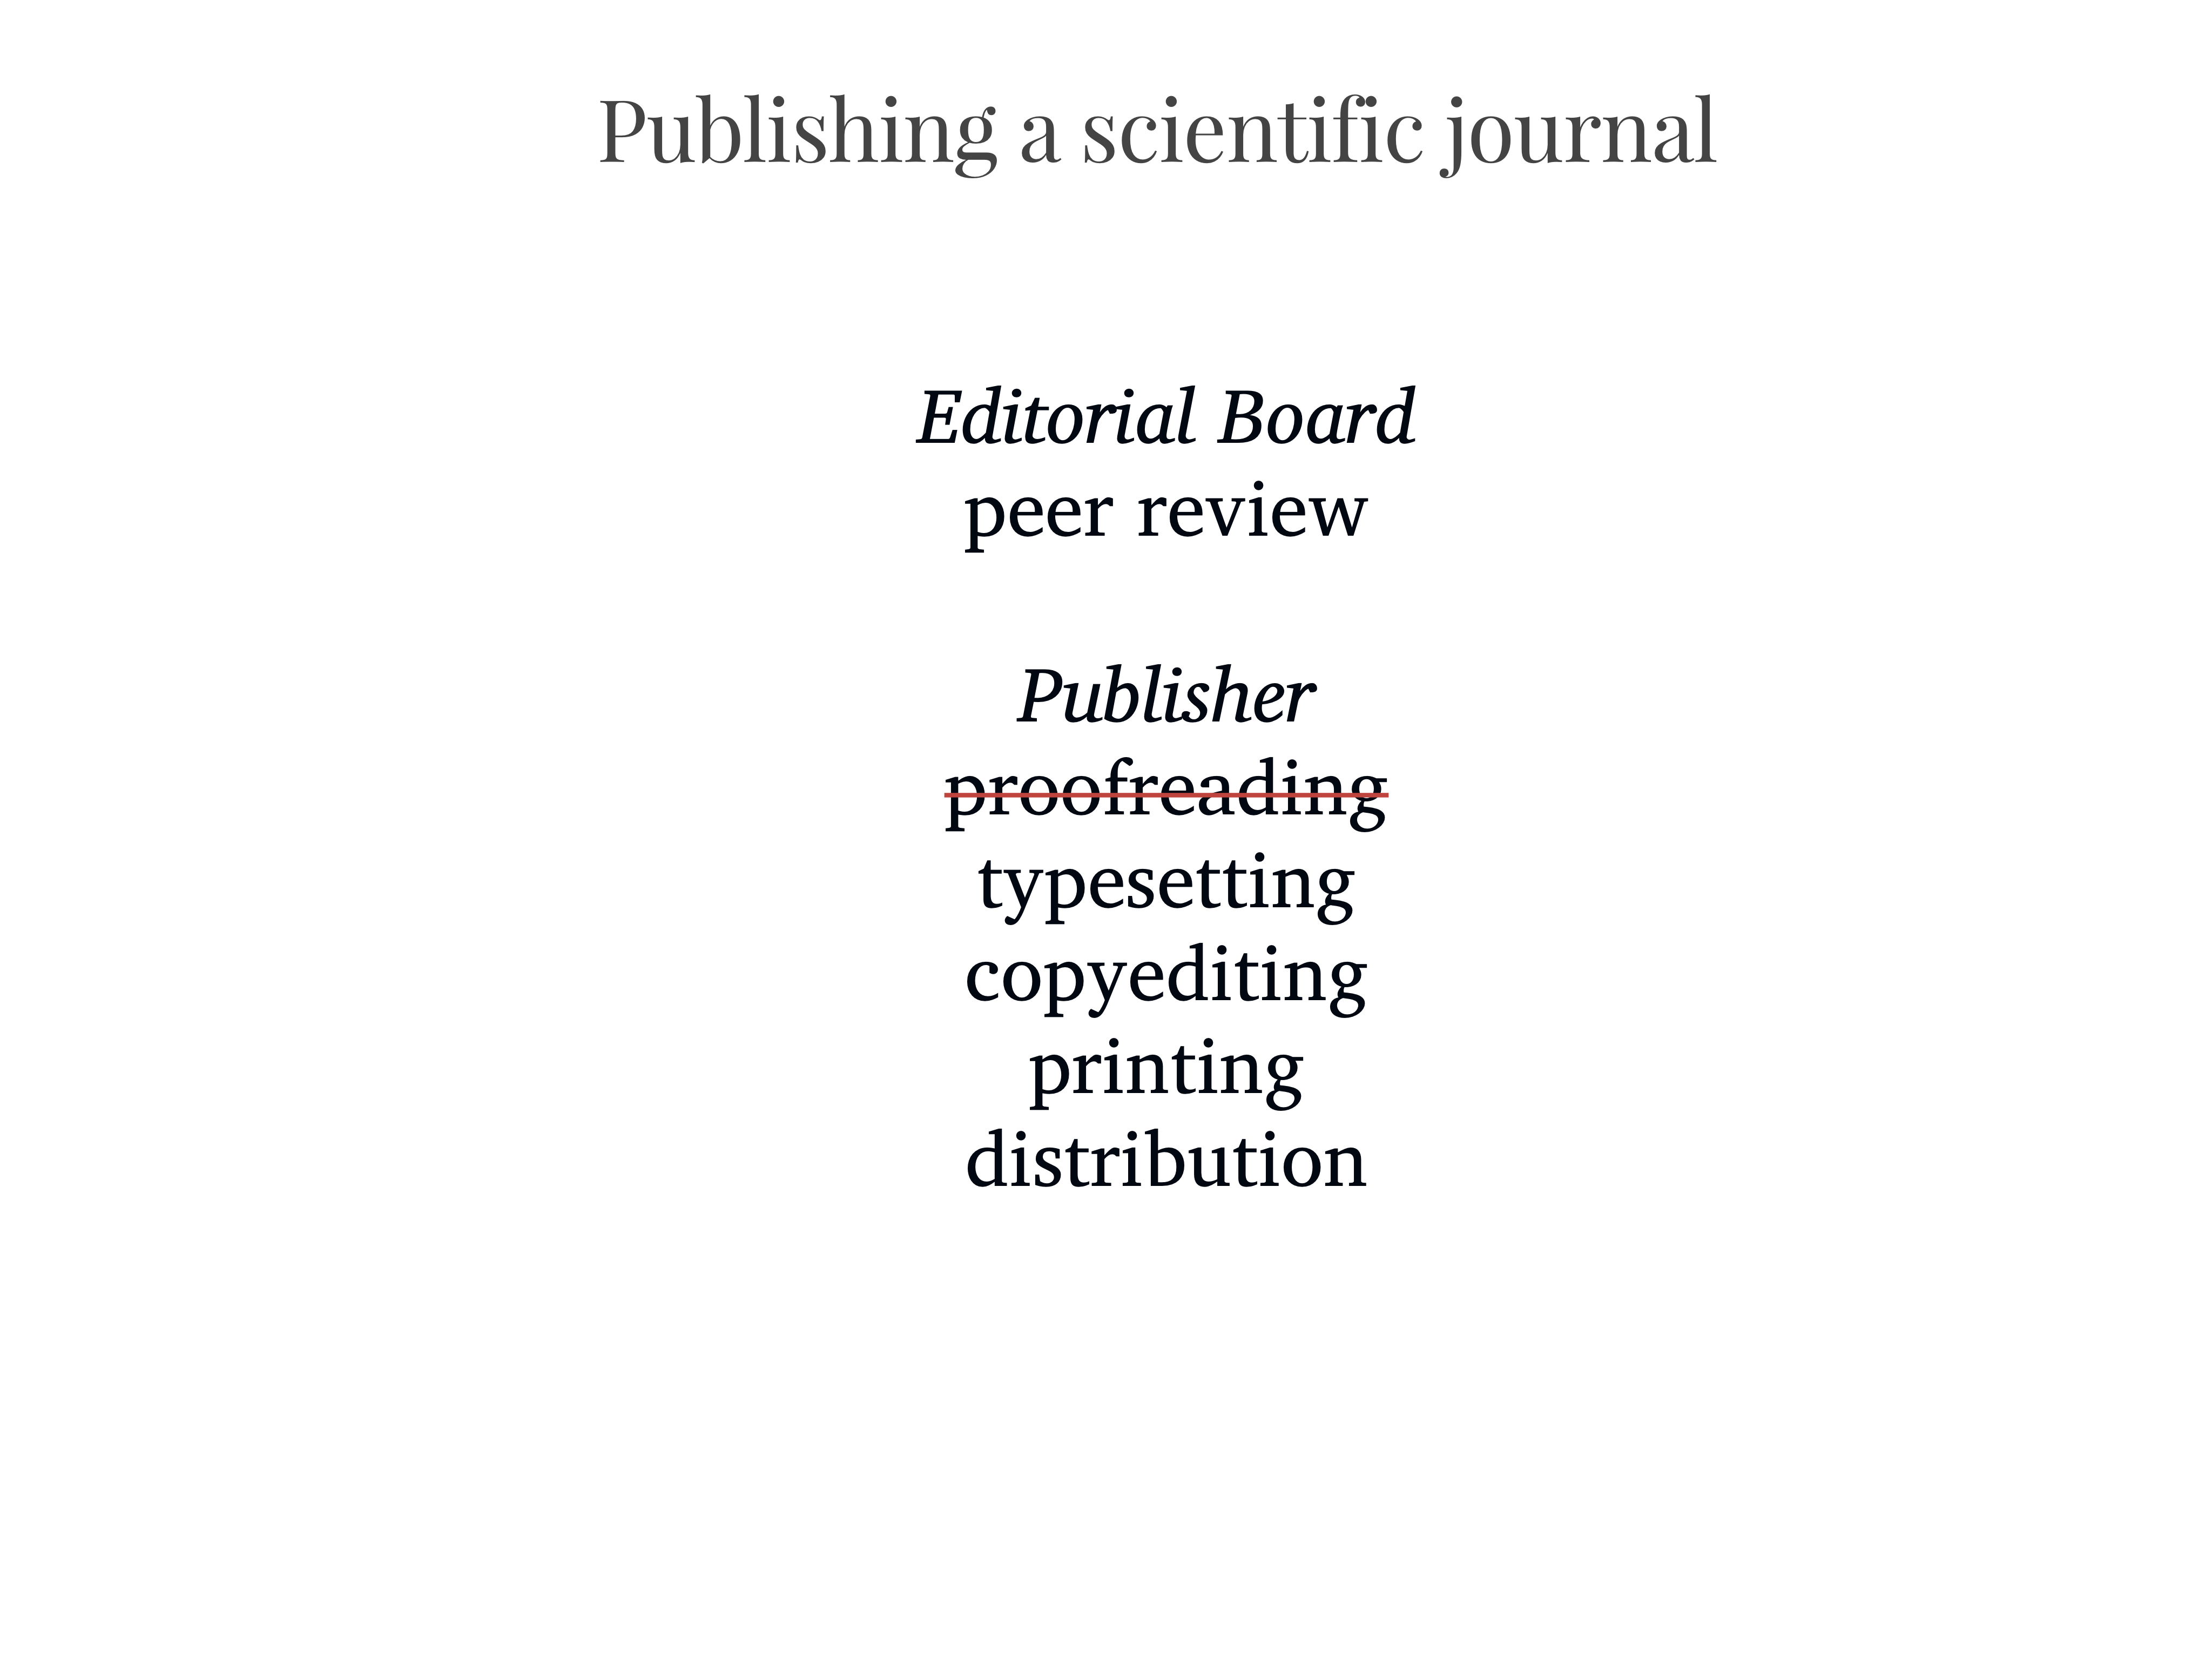 Publishing a scientific journal
Editorial Board
peer review
Publisher
proofreading
typesetting
copyediting
printing
distribution